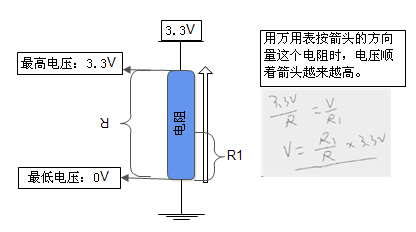 3.3V
最高电压：3.3V
R
电阻
R1
最低电压：0V
用万用表按箭头的方向
量这个电阻时，电压顺
着箭头越来越高。
3.3V/R = V/R1
V = R1/R × 3.3V